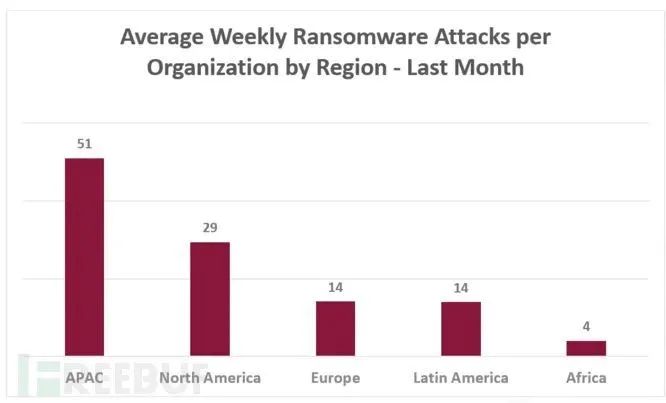 Average Weekly Ransomware Attacks per
Organization by Region - Last Month
51
29
14
14
4
APAC
North America
Europe
Latin America
Africa
FREEBUF